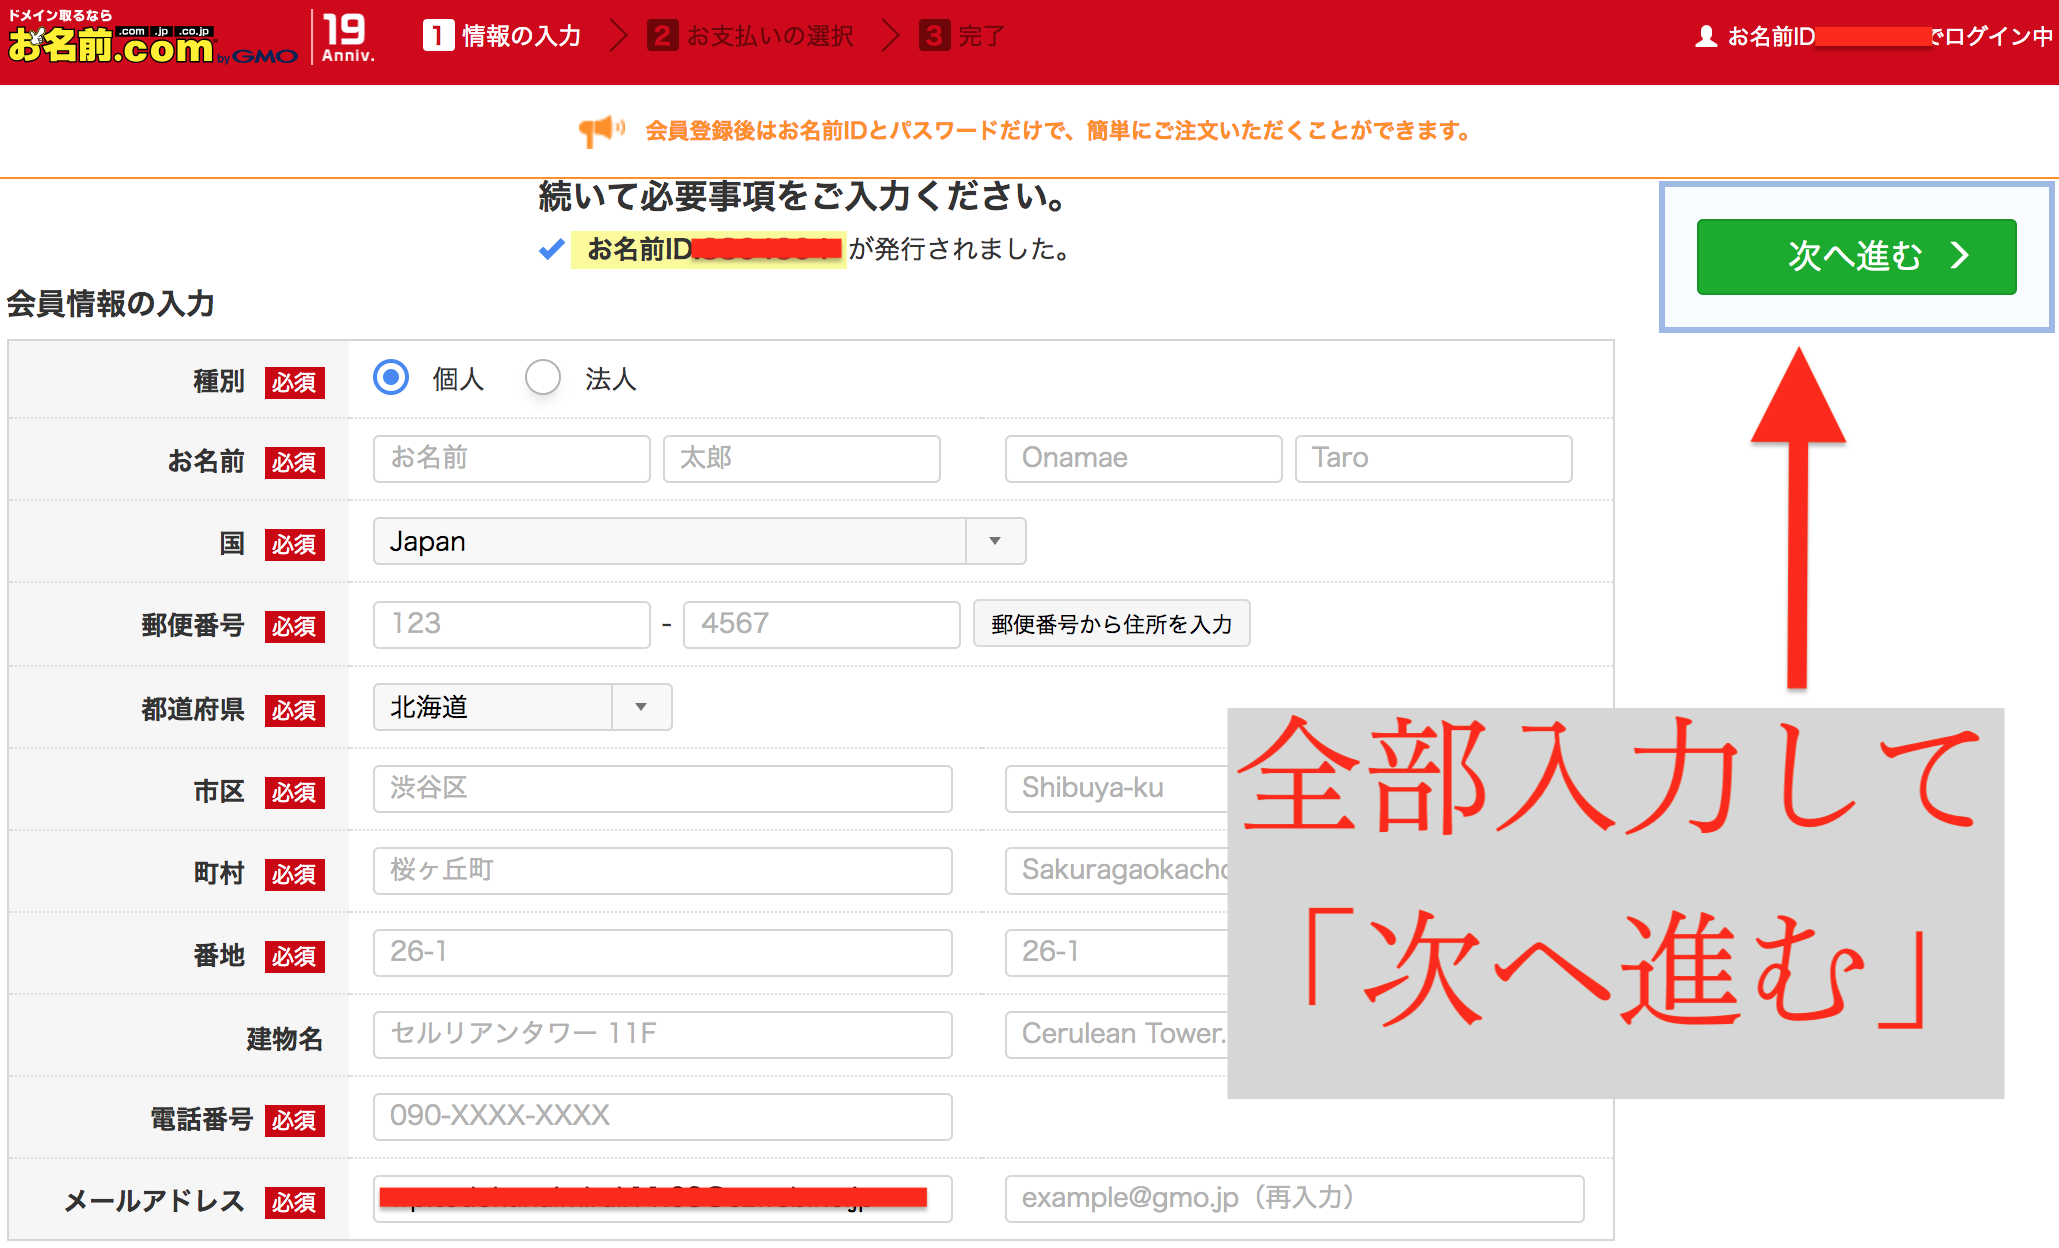 ドメイン取るなら
.com .jp .co.jp
お名前.com by GMO
19
Anniv.
1 情報の入力
2 お支払いの選択
3 完了
お名前ID
でログイン中
会員登録後はお名前IDとパスワードだけで、簡単にご注文いただくことができます。
続いて必要事項をご入力ください。
お名前ID
が発行されました。
次へ進む
会員情報の入力
種別 必須 個人 法人
お名前 必須 お名前 太郎 Onamae Taro
国 必須 Japan
郵便番号 必須 123 - 4567 郵便番号から住所を入力
都道府県 必須 北海道
市区 必須 渋谷区 Shibuya-ku
町村 必須 桜ヶ丘町 Sakuragaokacho
番地 必須 26-1 26-1
建物名 セルリアンタワー 11F Cerulean Tower.
電話番号 必須 090-XXXX-XXXX
メールアドレス 必須 example@gmo.jp（再入力）
全部入力して
「次へ進む」